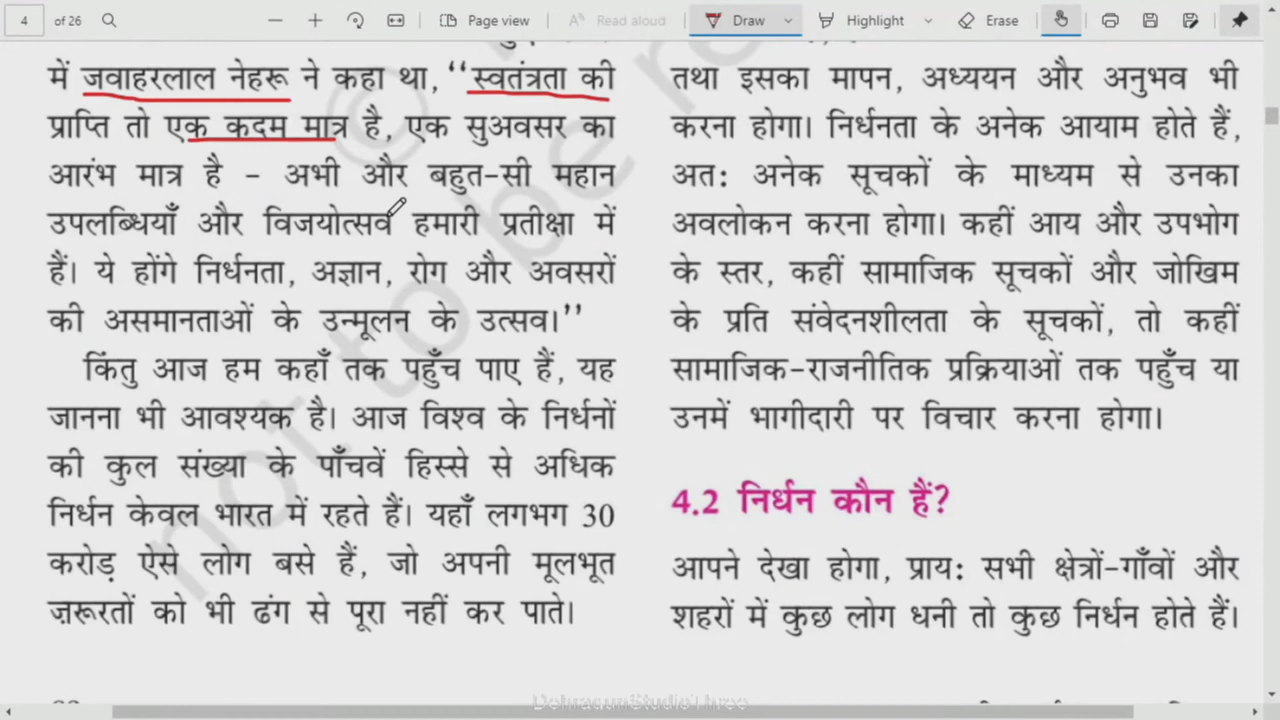 4 of 26 Page view Read aloud Draw Highlight Erase
में जवाहरलाल नेहरू ने कहा था, ‘‘स्वतंत्रता की
प्राप्ति तो एक कदम मात्र है, एक सुअवसर का
आरंभ मात्र है - अभी और बहुत-सी महान
उपलब्धियाँ और विजयोत्सव हमारी प्रतीक्षा में
हैं। ये होंगे निर्धनता, अज्ञान, रोग और अवसरों
की असमानताओं के उन्मूलन के उत्सव।’’
किंतु आज हम कहाँ तक पहुँच पाए हैं, यह
जानना भी आवश्यक है। आज विश्व के निर्धनों
की कुल संख्या के पाँचवें हिस्से से अधिक
निर्धन केवल भारत में रहते हैं। यहाँ लगभग 30
करोड़ ऐसे लोग बसे हैं, जो अपनी मूलभूत
ज़रूरतों को भी ढंग से पूरा नहीं कर पाते।
तथा इसका मापन, अध्ययन और अनुभव भी
करना होगा। निर्धनता के अनेक आयाम होते हैं,
अत: अनेक सूचकों के माध्यम से उनका
अवलोकन करना होगा। कहीं आय और उपभोग
के स्तर, कहीं सामाजिक सूचकों और जोखिम
के प्रति संवेदनशीलता के सूचकों, तो कहीं
सामाजिक-राजनीतिक प्रक्रियाओं तक पहुँच या
उनमें भागीदारी पर विचार करना होगा।
4.2 निर्धन कौन हैं?
आपने देखा होगा, प्राय: सभी क्षेत्रों-गाँवों और
शहरों में कुछ लोग धनी तो कुछ निर्धन होते हैं।
© not to be re